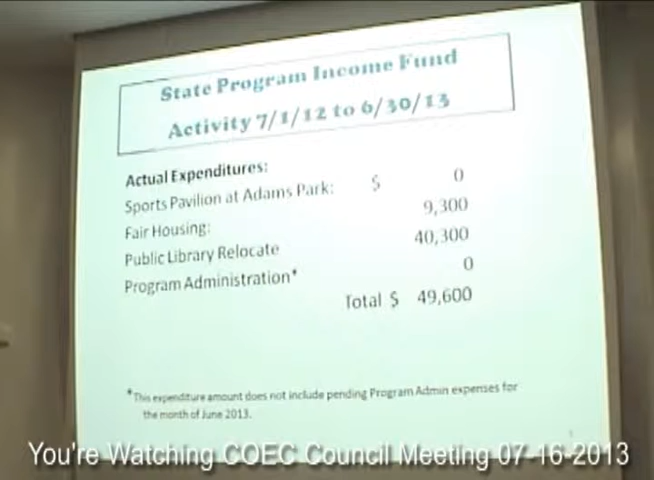 State Program Income Fund
Activity 7/1/12 to 6/30/13
Actual Expenditures:
Sports Pavilion at Adams Park: $ 0
Fair Housing: 9,300
Public Library Relocate 40,300
Program Administration* 0
Total $ 49,600
*This expenditure amount does not include pending Program Admin expenses for
the month of June 2013.
You're Watching COEC Council Meeting 07-16-2013